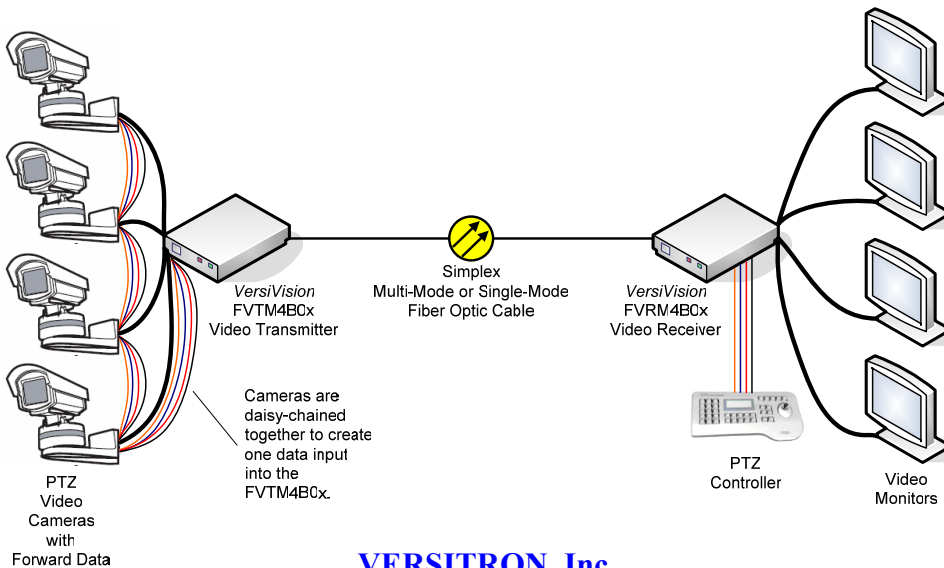 VersiVision
FVTM4B0x
Video Transmitter
Simplex
Multi-Mode or Single-Mode
Fiber Optic Cable
VersiVision
FVRM4B0x
Video Receiver
Cameras are
daisy-chained
together to create
one data input
into the
FVTM4B0x.
PTZ
Controller
Video
Monitors
PTZ
Video
Cameras
with
Forward Data
VERSITRON, Inc